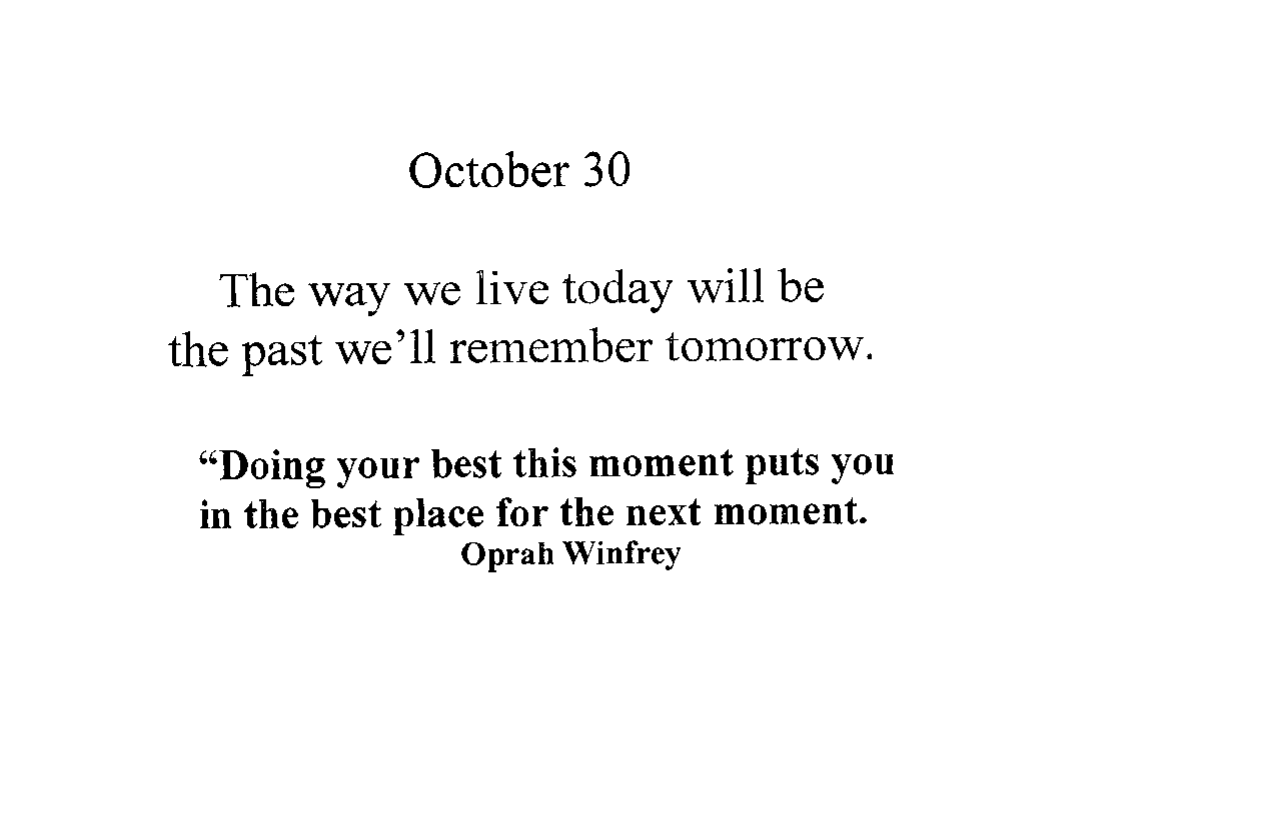 October 30
The way we live today will be
the past we’ll remember tomorrow.
“Doing your best this moment puts you
in the best place for the next moment.
Oprah Winfrey